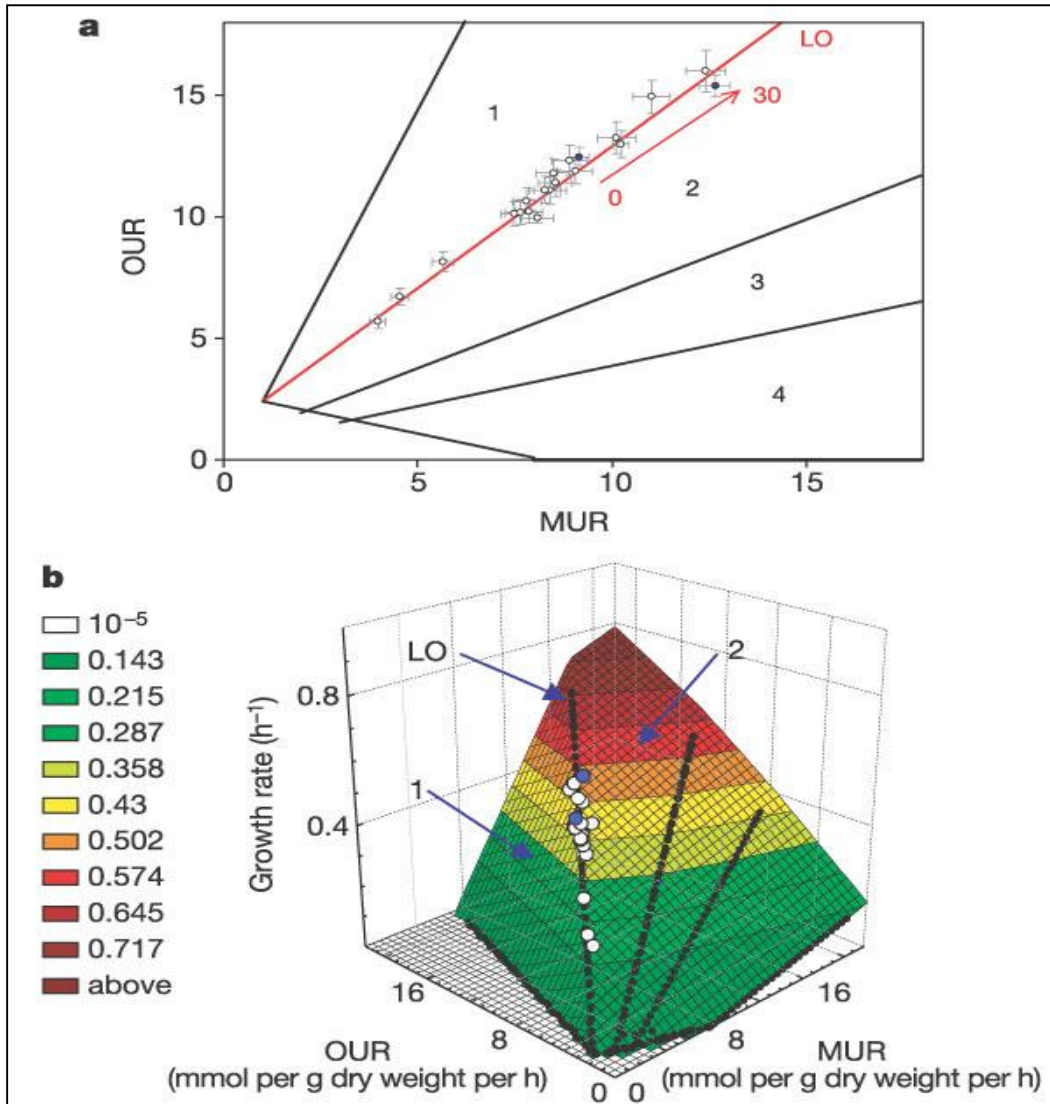 a
LO
15
1
30
2
10
0
OUR
3
5
4
0
0
5
10
15
MUR
b
10⁻⁵
0.143
0.215
0.287
0.358
0.43
0.502
0.574
0.645
0.717
above
LO
2
0.8
1
0.4
Growth rate (h⁻¹)
16
16
8
8
OUR
MUR
(mmol per g dry weight per h)
0
0
(mmol per g dry weight per h)